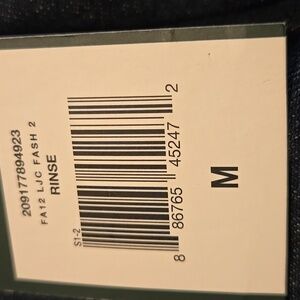 209177894923
FA12 LJC FASH 2
RINSE
S1-2
8 86765 45247 2
M